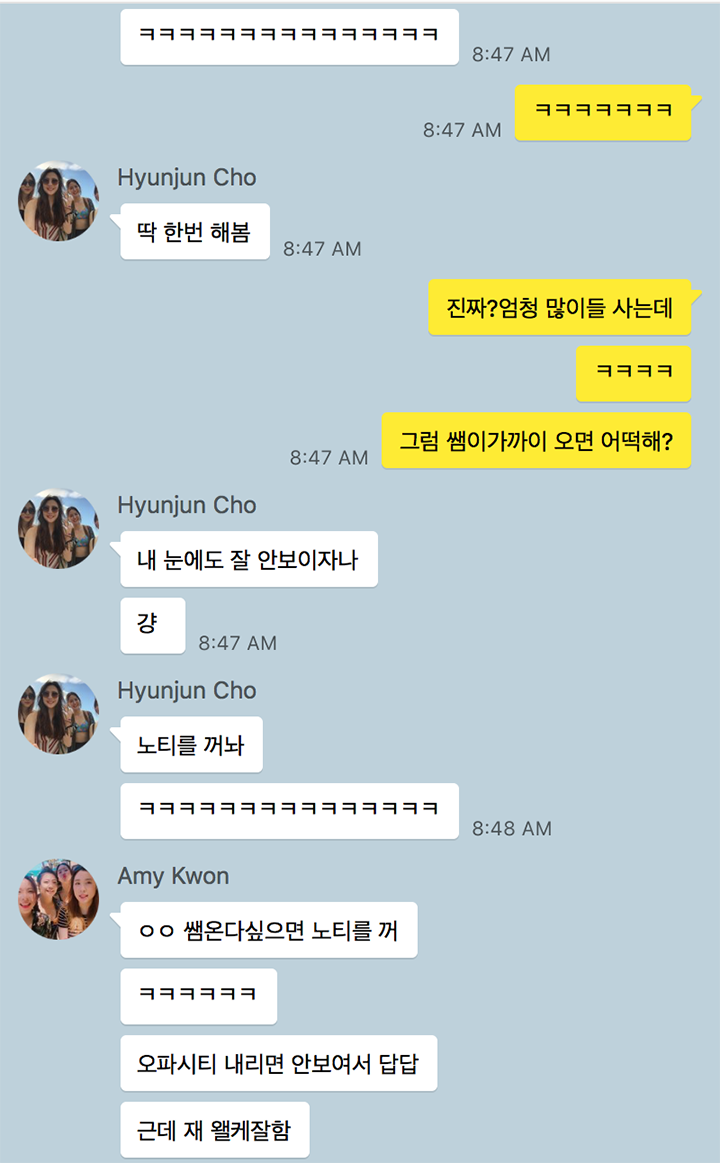 ㅋㅋㅋㅋㅋㅋㅋㅋㅋㅋㅋㅋㅋㅋㅋ
8:47 AM
ㅋㅋㅋㅋㅋㅋㅋ
8:47 AM
Hyunjun Cho
딱 한번 해봄
8:47 AM
진짜?엄청 많이들 사는데
ㅋㅋㅋㅋ
그럼 쌤이가까이 오면 어떡해?
8:47 AM
Hyunjun Cho
내 눈에도 잘 안보이자나
걍
8:47 AM
Hyunjun Cho
노티를 꺼놔
ㅋㅋㅋㅋㅋㅋㅋㅋㅋㅋㅋㅋㅋㅋㅋ
8:48 AM
Amy Kwon
ㅇㅇ 쌤온다싶으면 노티를 꺼
ㅋㅋㅋㅋㅋㅋ
오파시티 내리면 안보여서 답답
근데 재 왤케잘함